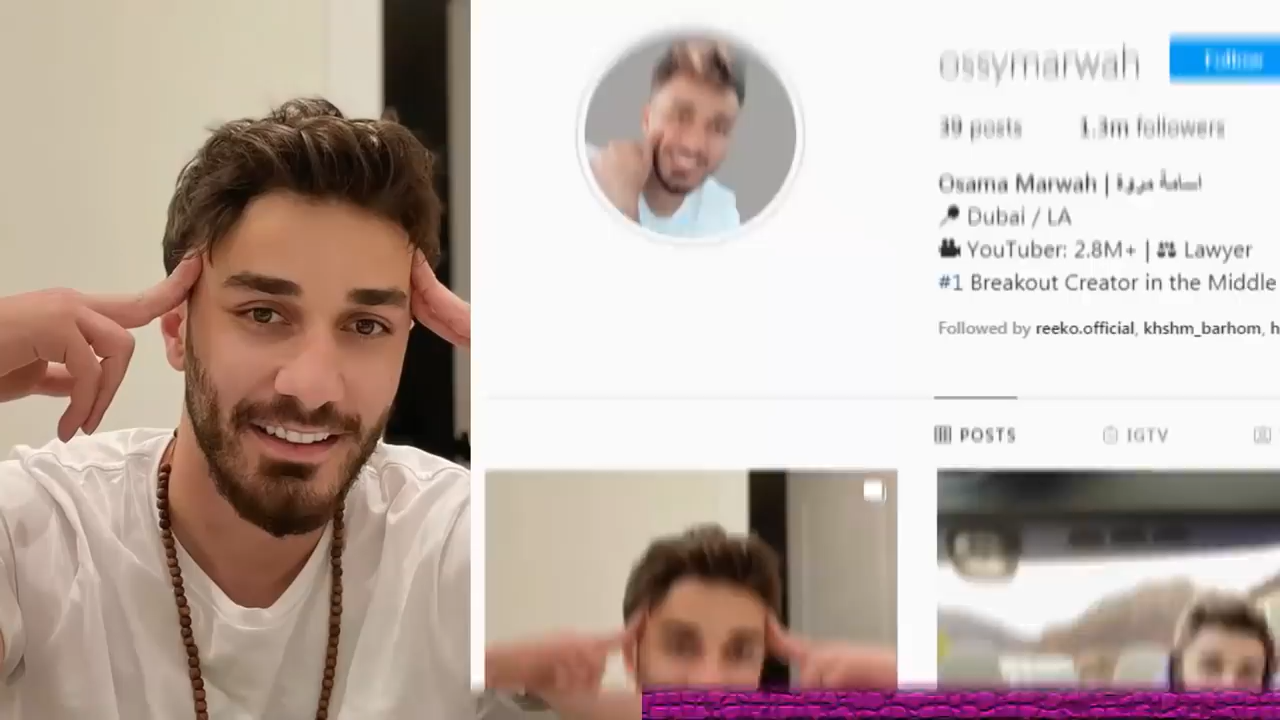 ossymarwah
Follow
39 posts 1.3m followers
Osama Marwah | اسامة مروة
Dubai / LA
YouTuber: 2.8M+ | Lawyer
#1 Breakout Creator in the Middle
Followed by reeko.official, khshm_barhom, h
POSTS IGTV